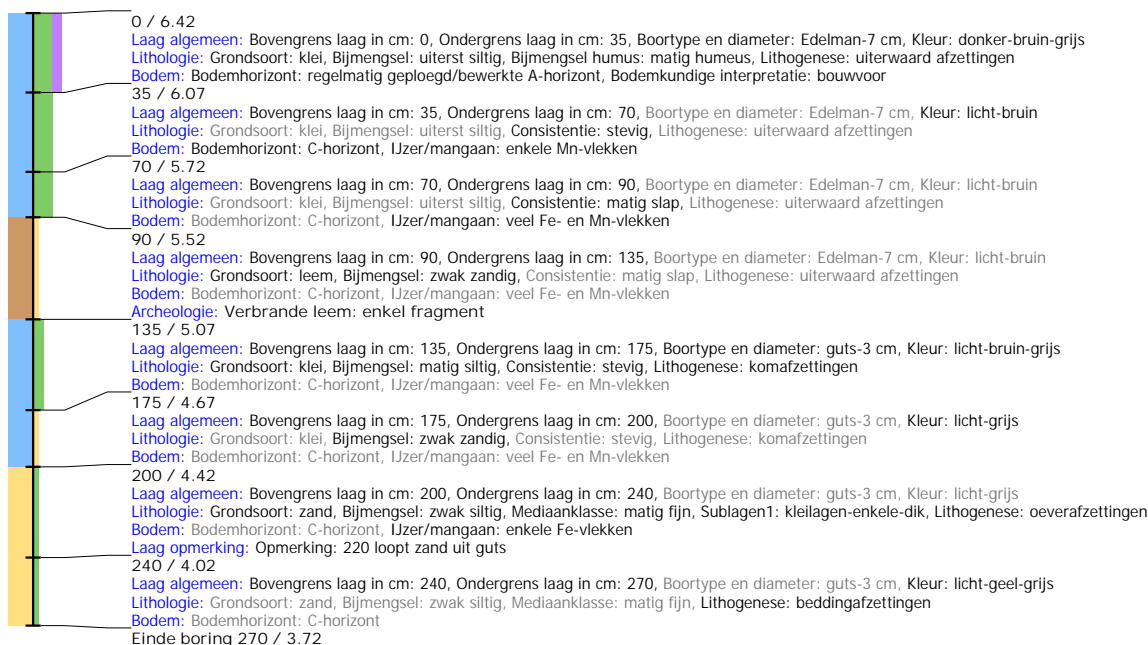 0 / 6.42
Laag algemeen: Bovengrens laag in cm: 0, Ondergrens laag in cm: 35, Boortype en diameter: Edelman-7 cm, Kleur: donker-bruin-grijs
Lithologie: Grondsoort: klei, Bijmengsel: uiterst siltig, Bijmengsel humus: matig humeus, Lithogenese: uiterwaard afzettingen
Bodem: Bodemhorizont: regelmatig geploegd/bewerkte A-horizont, Bodemkundige interpretatie: bouwvoor
35 / 6.07
Laag algemeen: Bovengrens laag in cm: 35, Ondergrens laag in cm: 70, Boortype en diameter: Edelman-7 cm, Kleur: licht-bruin
Lithologie: Grondsoort: klei, Bijmengsel: uiterst siltig, Consistentie: stevig, Lithogenese: uiterwaard afzettingen
Bodem: Bodemhorizont: C-horizont, IJzer/mangaan: enkele Mn-vlekken
70 / 5.72
Laag algemeen: Bovengrens laag in cm: 70, Ondergrens laag in cm: 90, Boortype en diameter: Edelman-7 cm, Kleur: licht-bruin
Lithologie: Grondsoort: klei, Bijmengsel: uiterst siltig, Consistentie: matig slap, Lithogenese: uiterwaard afzettingen
Bodem: Bodemhorizont: C-horizont, IJzer/mangaan: veel Fe- en Mn-vlekken
90 / 5.52
Laag algemeen: Bovengrens laag in cm: 90, Ondergrens laag in cm: 135, Boortype en diameter: Edelman-7 cm, Kleur: licht-bruin
Lithologie: Grondsoort: leem, Bijmengsel: zwak zandig, Consistentie: matig slap, Lithogenese: uiterwaard afzettingen
Bodem: Bodemhorizont: C-horizont, IJzer/mangaan: veel Fe- en Mn-vlekken
Archeologie: Verbrande leem: enkel fragment
135 / 5.07
Laag algemeen: Bovengrens laag in cm: 135, Ondergrens laag in cm: 175, Boortype en diameter: guts-3 cm, Kleur: licht-bruin-grijs
Lithologie: Grondsoort: klei, Bijmengsel: matig siltig, Consistentie: stevig, Lithogenese: komafzettingen
Bodem: Bodemhorizont: C-horizont, IJzer/mangaan: veel Fe- en Mn-vlekken
175 / 4.67
Laag algemeen: Bovengrens laag in cm: 175, Ondergrens laag in cm: 200, Boortype en diameter: guts-3 cm, Kleur: licht-grijs
Lithologie: Grondsoort: klei, Bijmengsel: zwak zandig, Consistentie: stevig, Lithogenese: komafzettingen
Bodem: Bodemhorizont: C-horizont, IJzer/mangaan: veel Fe- en Mn-vlekken
200 / 4.42
Laag algemeen: Bovengrens laag in cm: 200, Ondergrens laag in cm: 240, Boortype en diameter: guts-3 cm, Kleur: licht-grijs
Lithologie: Grondsoort: zand, Bijmengsel: zwak siltig, Mediaanklasse: matig fijn, Sublagen1: kleilagen-enkele-dik, Lithogenese: oeverafzettingen
Bodem: Bodemhorizont: C-horizont, IJzer/mangaan: enkele Fe-vlekken
Laag opmerking: Opmerking: 220 loopt zand uit guts
240 / 4.02
Laag algemeen: Bovengrens laag in cm: 240, Ondergrens laag in cm: 270, Boortype en diameter: guts-3 cm, Kleur: licht-geel-grijs
Lithologie: Grondsoort: zand, Bijmengsel: zwak siltig, Mediaanklasse: matig fijn, Lithogenese: beddingafzettingen
Bodem: Bodemhorizont: C-horizont
Einde boring 270 / 3.72